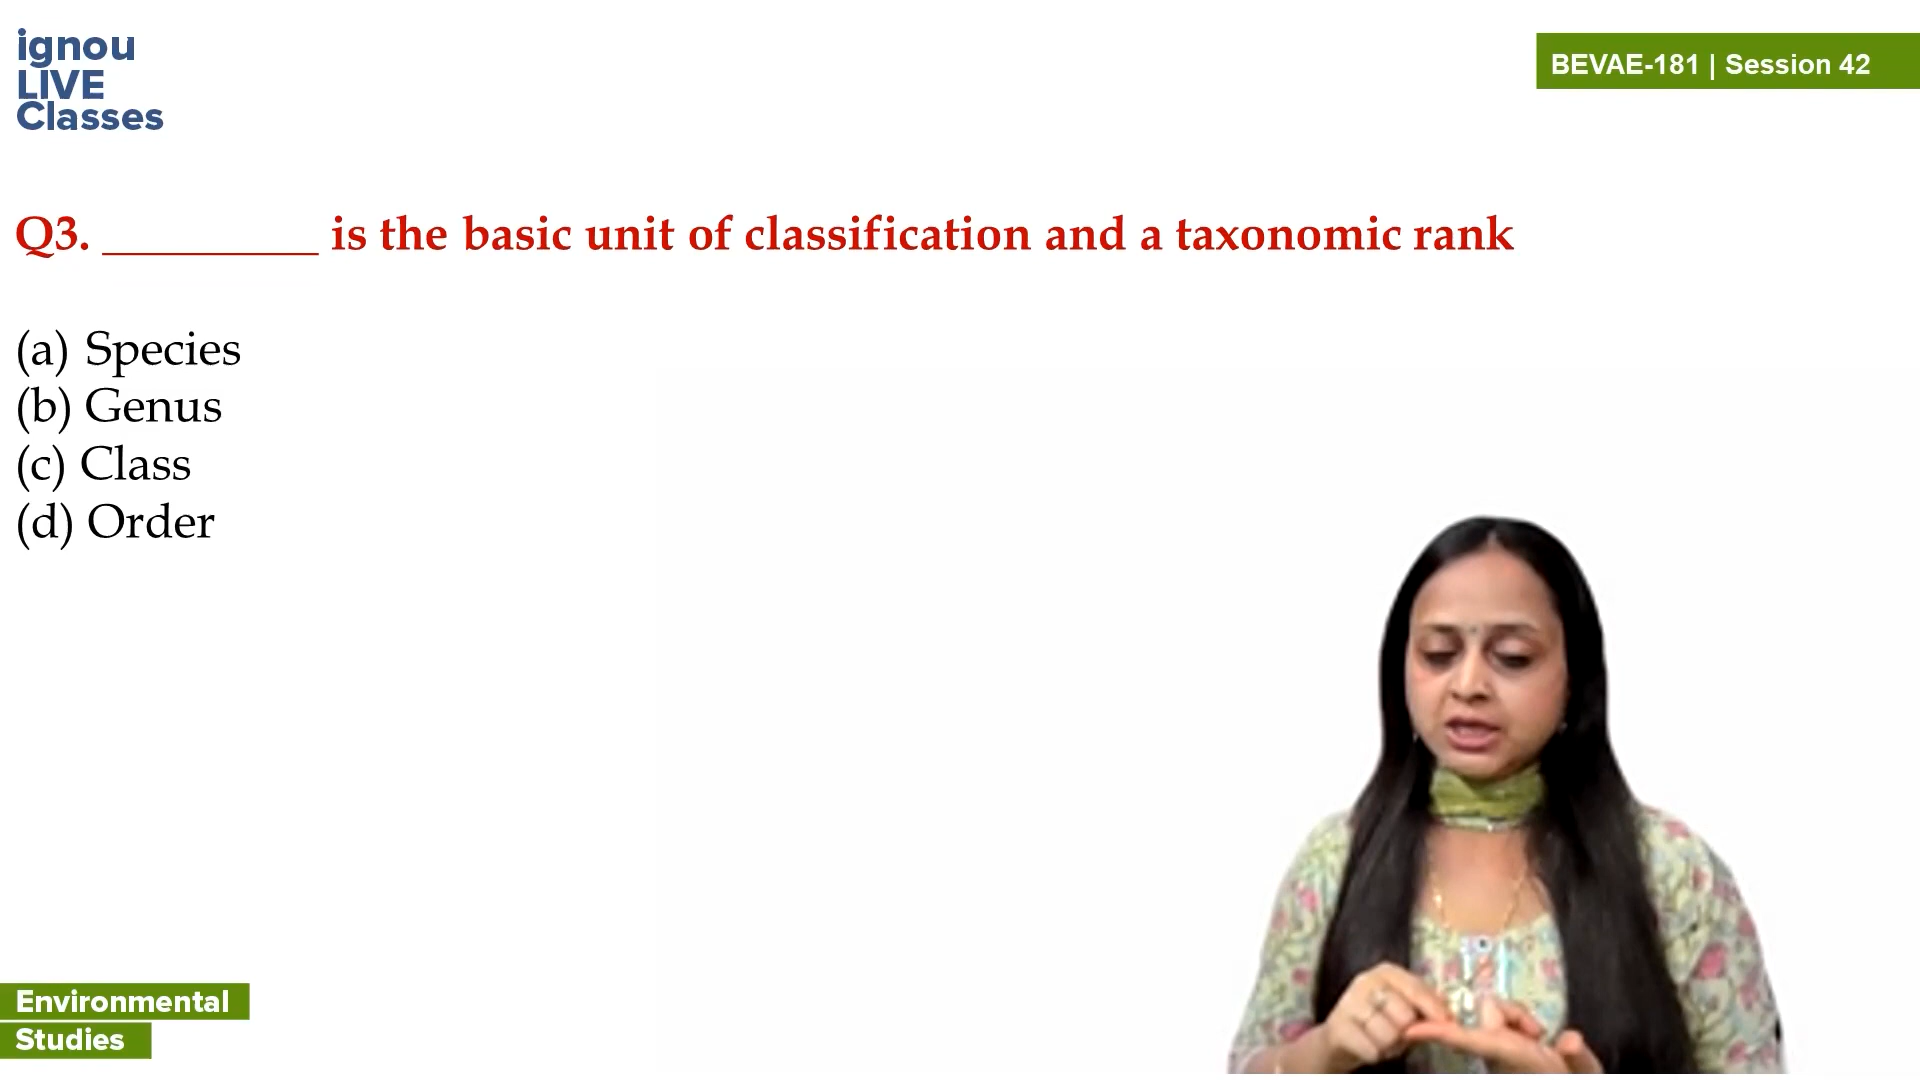 ignou
LIVE
Classes
BEVAE-181 | Session 42
Q3. _________ is the basic unit of classification and a taxonomic rank
(a) Species
(b) Genus
(c) Class
(d) Order
Environmental
Studies